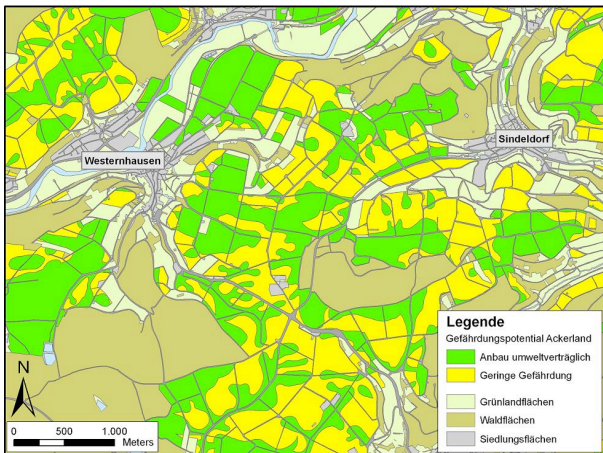 Westernhausen
Sindeldorf
Legende
Gefährdungspotential Ackerland
Anbau umweltverträglich
Geringe Gefährdung
Grünlandflächen
Waldflächen
Siedlungsflächen
N
0 500 1.000
Meters